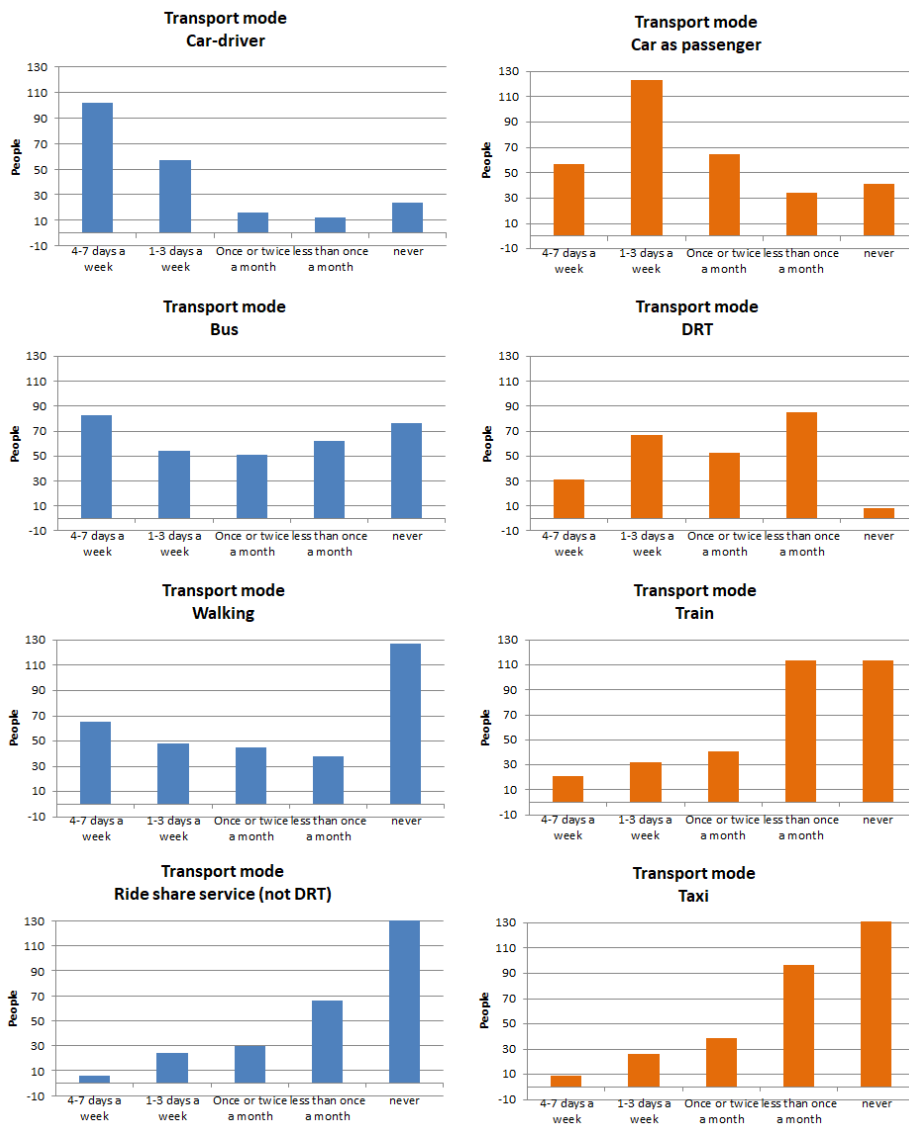 Transport mode
Car-driver
130
110
90
70
50
30
10
-10
People
4-7 days a week
1-3 days a week
Once or twice a month
less than once a month
never
Transport mode
Car as passenger
130
110
90
70
50
30
10
-10
People
4-7 days a week
1-3 days a week
Once or twice a month
less than once a month
never
Transport mode
Bus
130
110
90
70
50
30
10
-10
People
4-7 days a week
1-3 days a week
Once or twice a month
less than once a month
never
Transport mode
DRT
130
110
90
70
50
30
10
-10
People
4-7 days a week
1-3 days a week
Once or twice a month
less than once a month
never
Transport mode
Walking
130
110
90
70
50
30
10
-10
People
4-7 days a week
1-3 days a week
Once or twice a month
less than once a month
never
Transport mode
Train
130
110
90
70
50
30
10
-10
People
4-7 days a week
1-3 days a week
Once or twice a month
less than once a month
never
Transport mode
Ride share service (not DRT)
130
110
90
70
50
30
10
-10
People
4-7 days a week
1-3 days a week
Once or twice a month
less than once a month
never
Transport mode
Taxi
130
110
90
70
50
30
10
-10
People
4-7 days a week
1-3 days a week
Once or twice a month
less than once a month
never